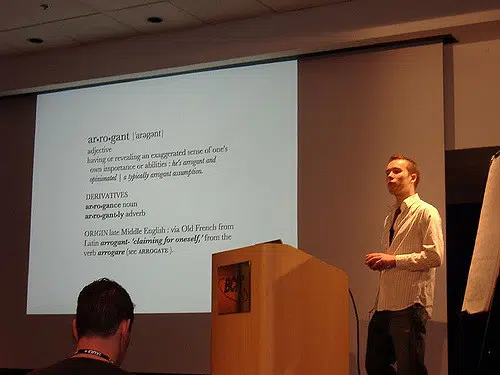 ar•ro•gant |ˈarəgənt|
adjective
having or revealing an exaggerated sense of one's
own importance or abilities : he's arrogant and
opinionated | a typically arrogant assumption.
DERIVATIVES
ar•ro•gance noun
ar•ro•gant•ly adverb
ORIGIN late Middle English : via Old French from
Latin arrogant- 'claiming for oneself,' from the
verb arrogare (see ARROGATE ).